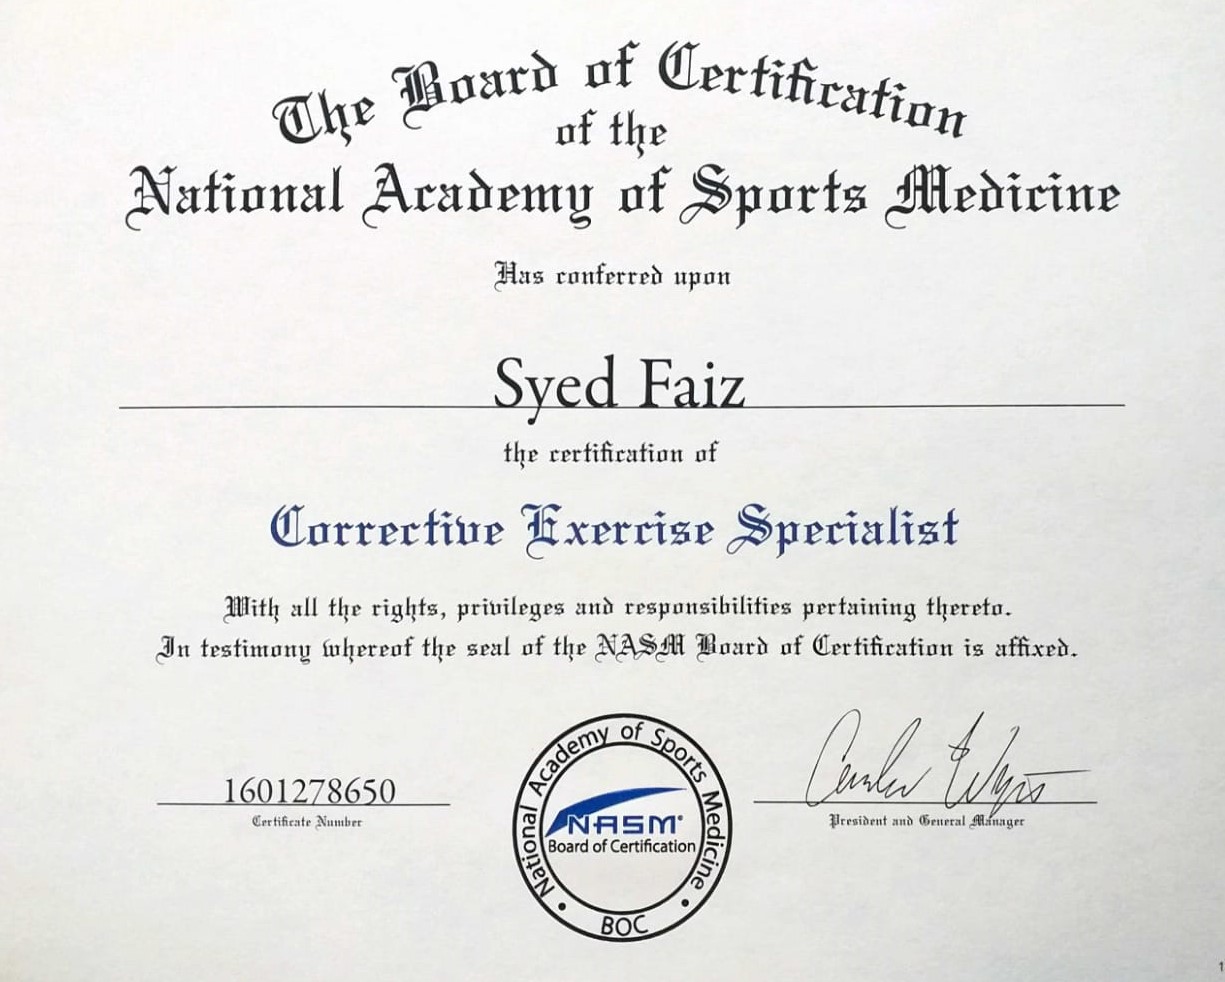 The Board of Certification
of the
National Academy of Sports Medicine
Has conferred upon
Syed Faiz
the certification of
Corrective Exercise Specialist
With all the rights, privileges and responsibilities pertaining thereto.
In testimony whereof the seal of the NASM Board of Certification is affixed.
1601278650
Certificate Number
• National Academy of Sports Medicine •
NASM®
Board of Certification
BOC
President and General Manager
1